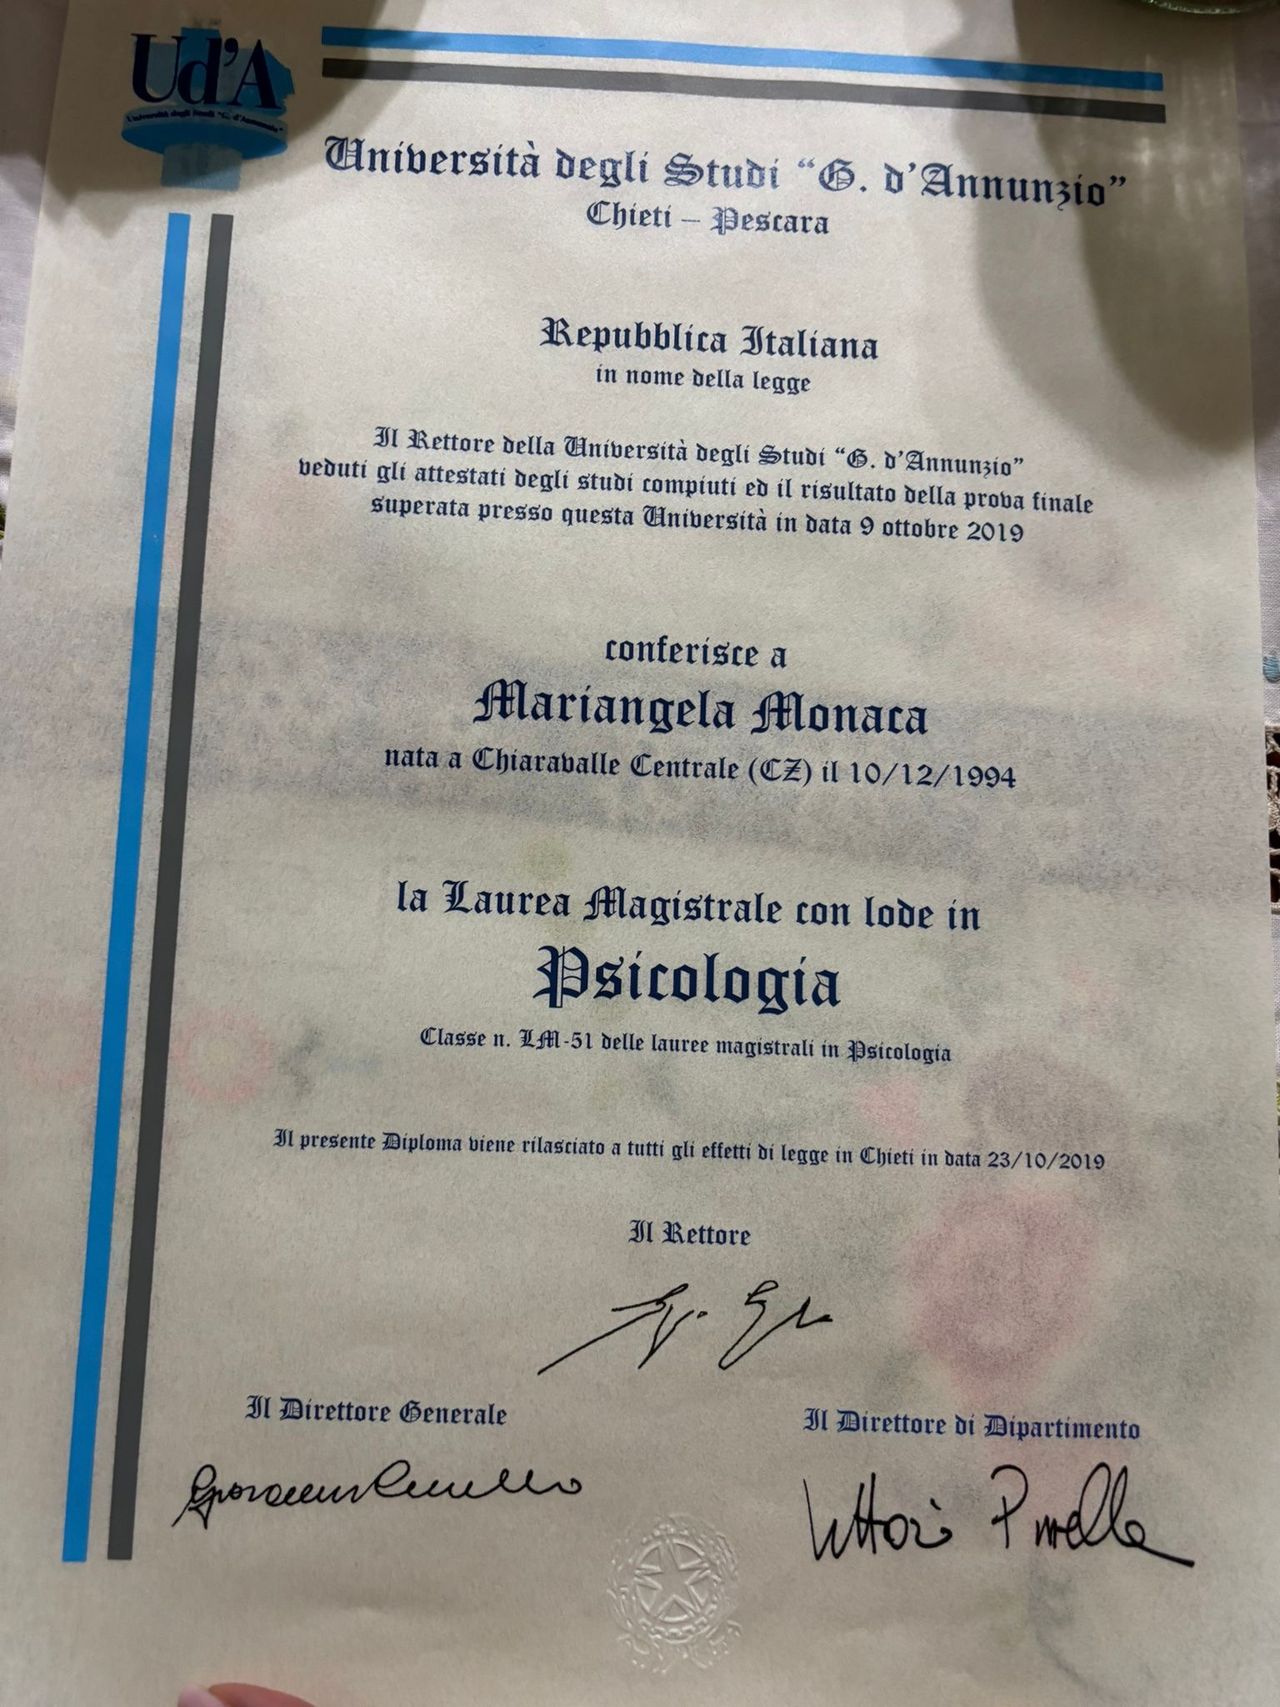 Ud'A
Università degli Studi "G. d'Annunzio"
Università degli Studi “G. d’Annunzio”
Chieti – Pescara
Repubblica Italiana
in nome della legge
Il Rettore della Università degli Studi “G. d’Annunzio”
veduti gli attestati degli studi compiuti ed il risultato della prova finale
superata presso questa Università in data 9 ottobre 2019
conferisce a
Mariangela Monaca
nata a Chiaravalle Centrale (CZ) il 10/12/1994
la Laurea Magistrale con lode in
Psicologia
Classe n. LM-51 delle lauree magistrali in Psicologia
Il presente Diploma viene rilasciato a tutti gli effetti di legge in Chieti in data 23/10/2019
Il Rettore
Il Direttore Generale
Il Direttore di Dipartimento